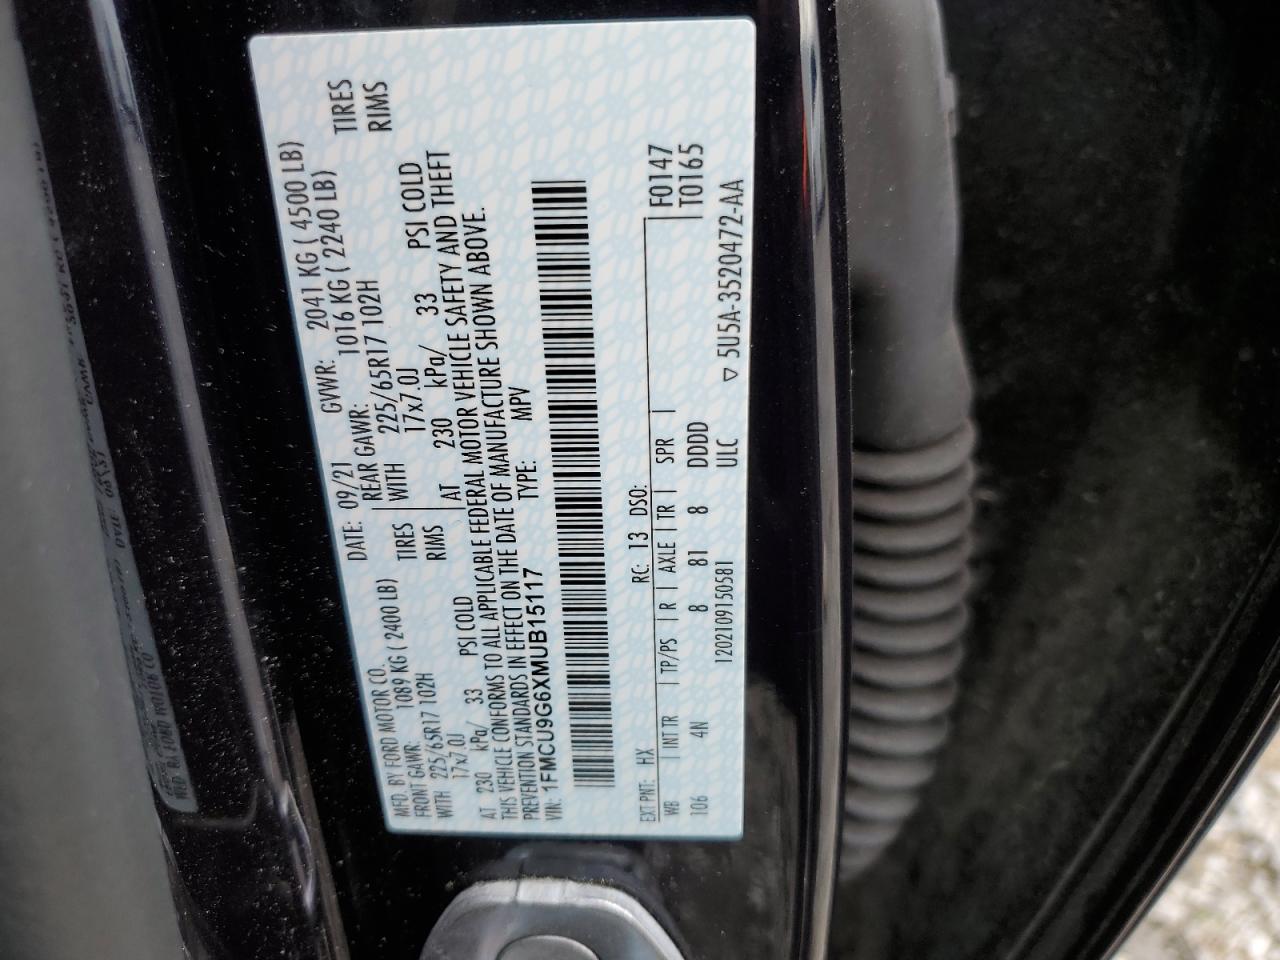 MFD. BY FORD MOTOR CO.
DATE: 09/21 GVWR: 2041 KG ( 4500 LB)
FRONT GAWR: 1089 KG ( 2400 LB) REAR GAWR: 1016 KG ( 2240 LB)
WITH 225/65R17 102H TIRES WITH 225/65R17 102H TIRES
17x7.0J RIMS 17x7.0J RIMS
AT 230 kPa/ 33 PSI COLD AT 230 kPa/ 33 PSI COLD
THIS VEHICLE CONFORMS TO ALL APPLICABLE FEDERAL MOTOR VEHICLE SAFETY AND THEFT
PREVENTION STANDARDS IN EFFECT ON THE DATE OF MANUFACTURE SHOWN ABOVE.
VIN: 1FMCU9G6XMUB15117 TYPE: MPV
EXT PNT: HX RC: 13 DSO: F0147
WB INT TR TP/PS R AXLE TR SPR T0165
106 4N 8 81 8 DDDD
120210915058​1 ULC ▽ 5U5A-3520472-AA